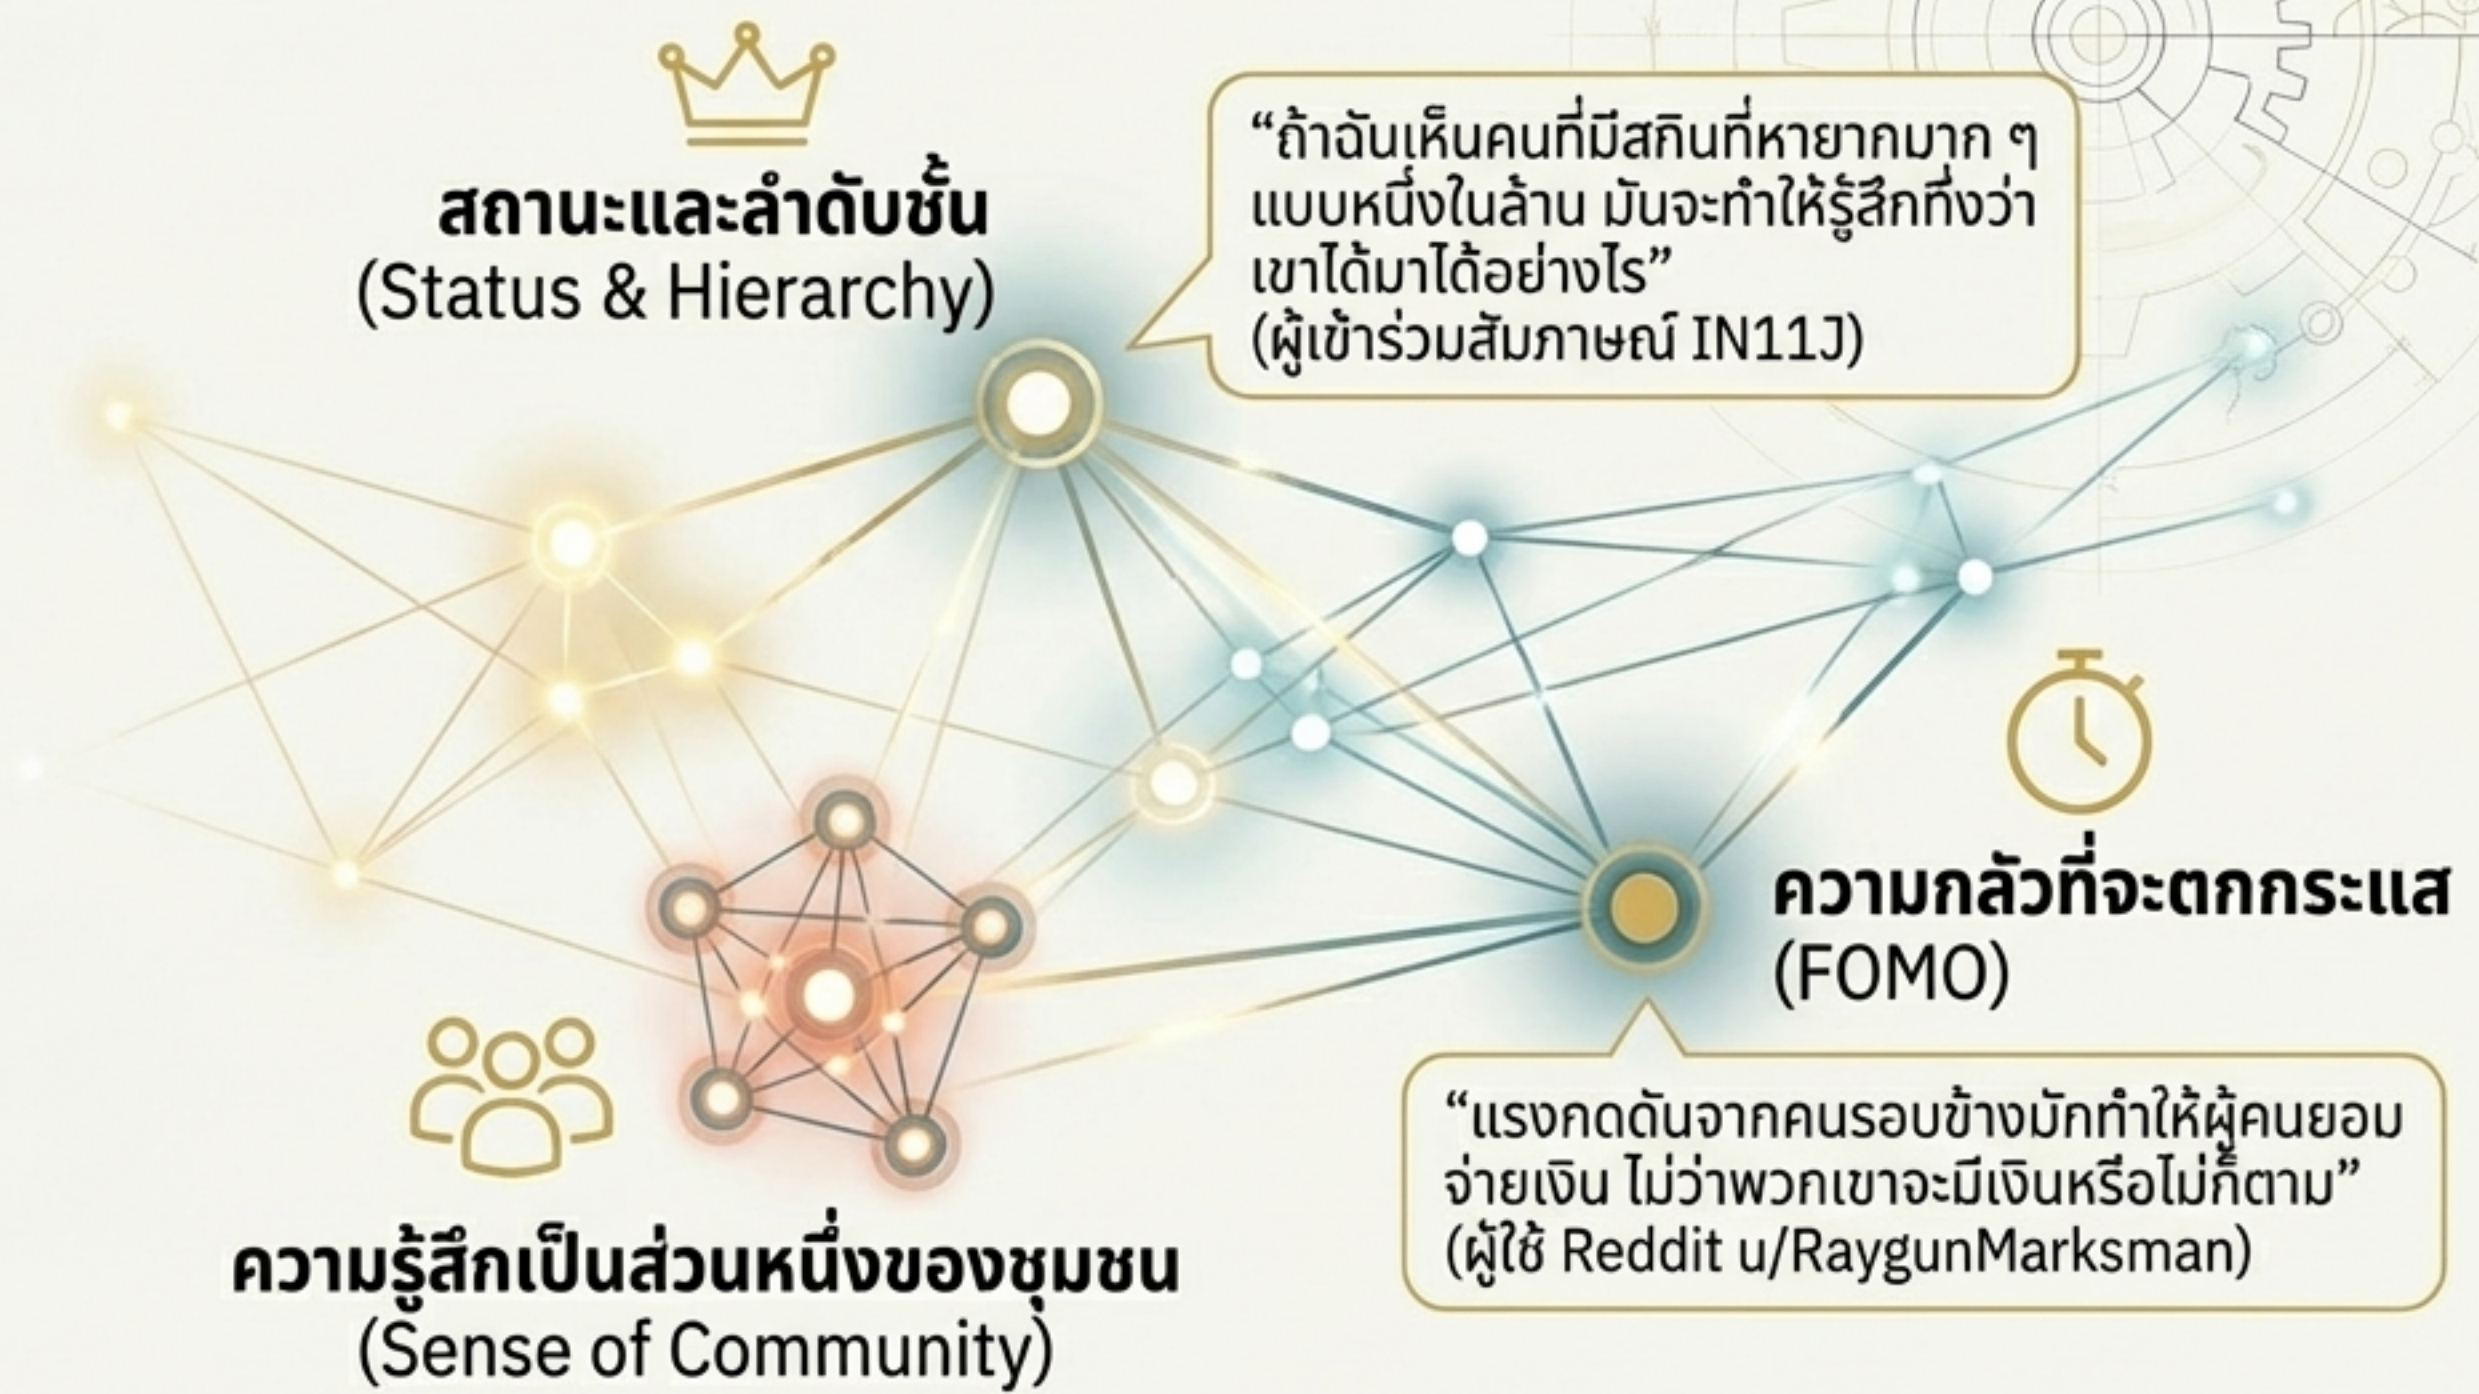 สถานะและลำดับชั้น
(Status & Hierarchy)
“ถ้าฉันเห็นคนที่มีสกินที่หายากมาก ๆ
แบบหนึ่งในล้าน มันจะทำให้รู้สึกทึ่งว่า
เขาได้มาได้อย่างไร”
(ผู้เข้าร่วมสัมภาษณ์ IN11J)
ความกลัวที่จะตกกระแส
(FOMO)
“แรงกดดันจากคนรอบข้างมักทำให้ผู้คนยอม
จ่ายเงิน ไม่ว่าพวกเขาจะมีเงินหรือไม่ก็ตาม”
(ผู้ใช้ Reddit u/RaygunMarksman)
ความรู้สึกเป็นส่วนหนึ่งของชุมชน
(Sense of Community)